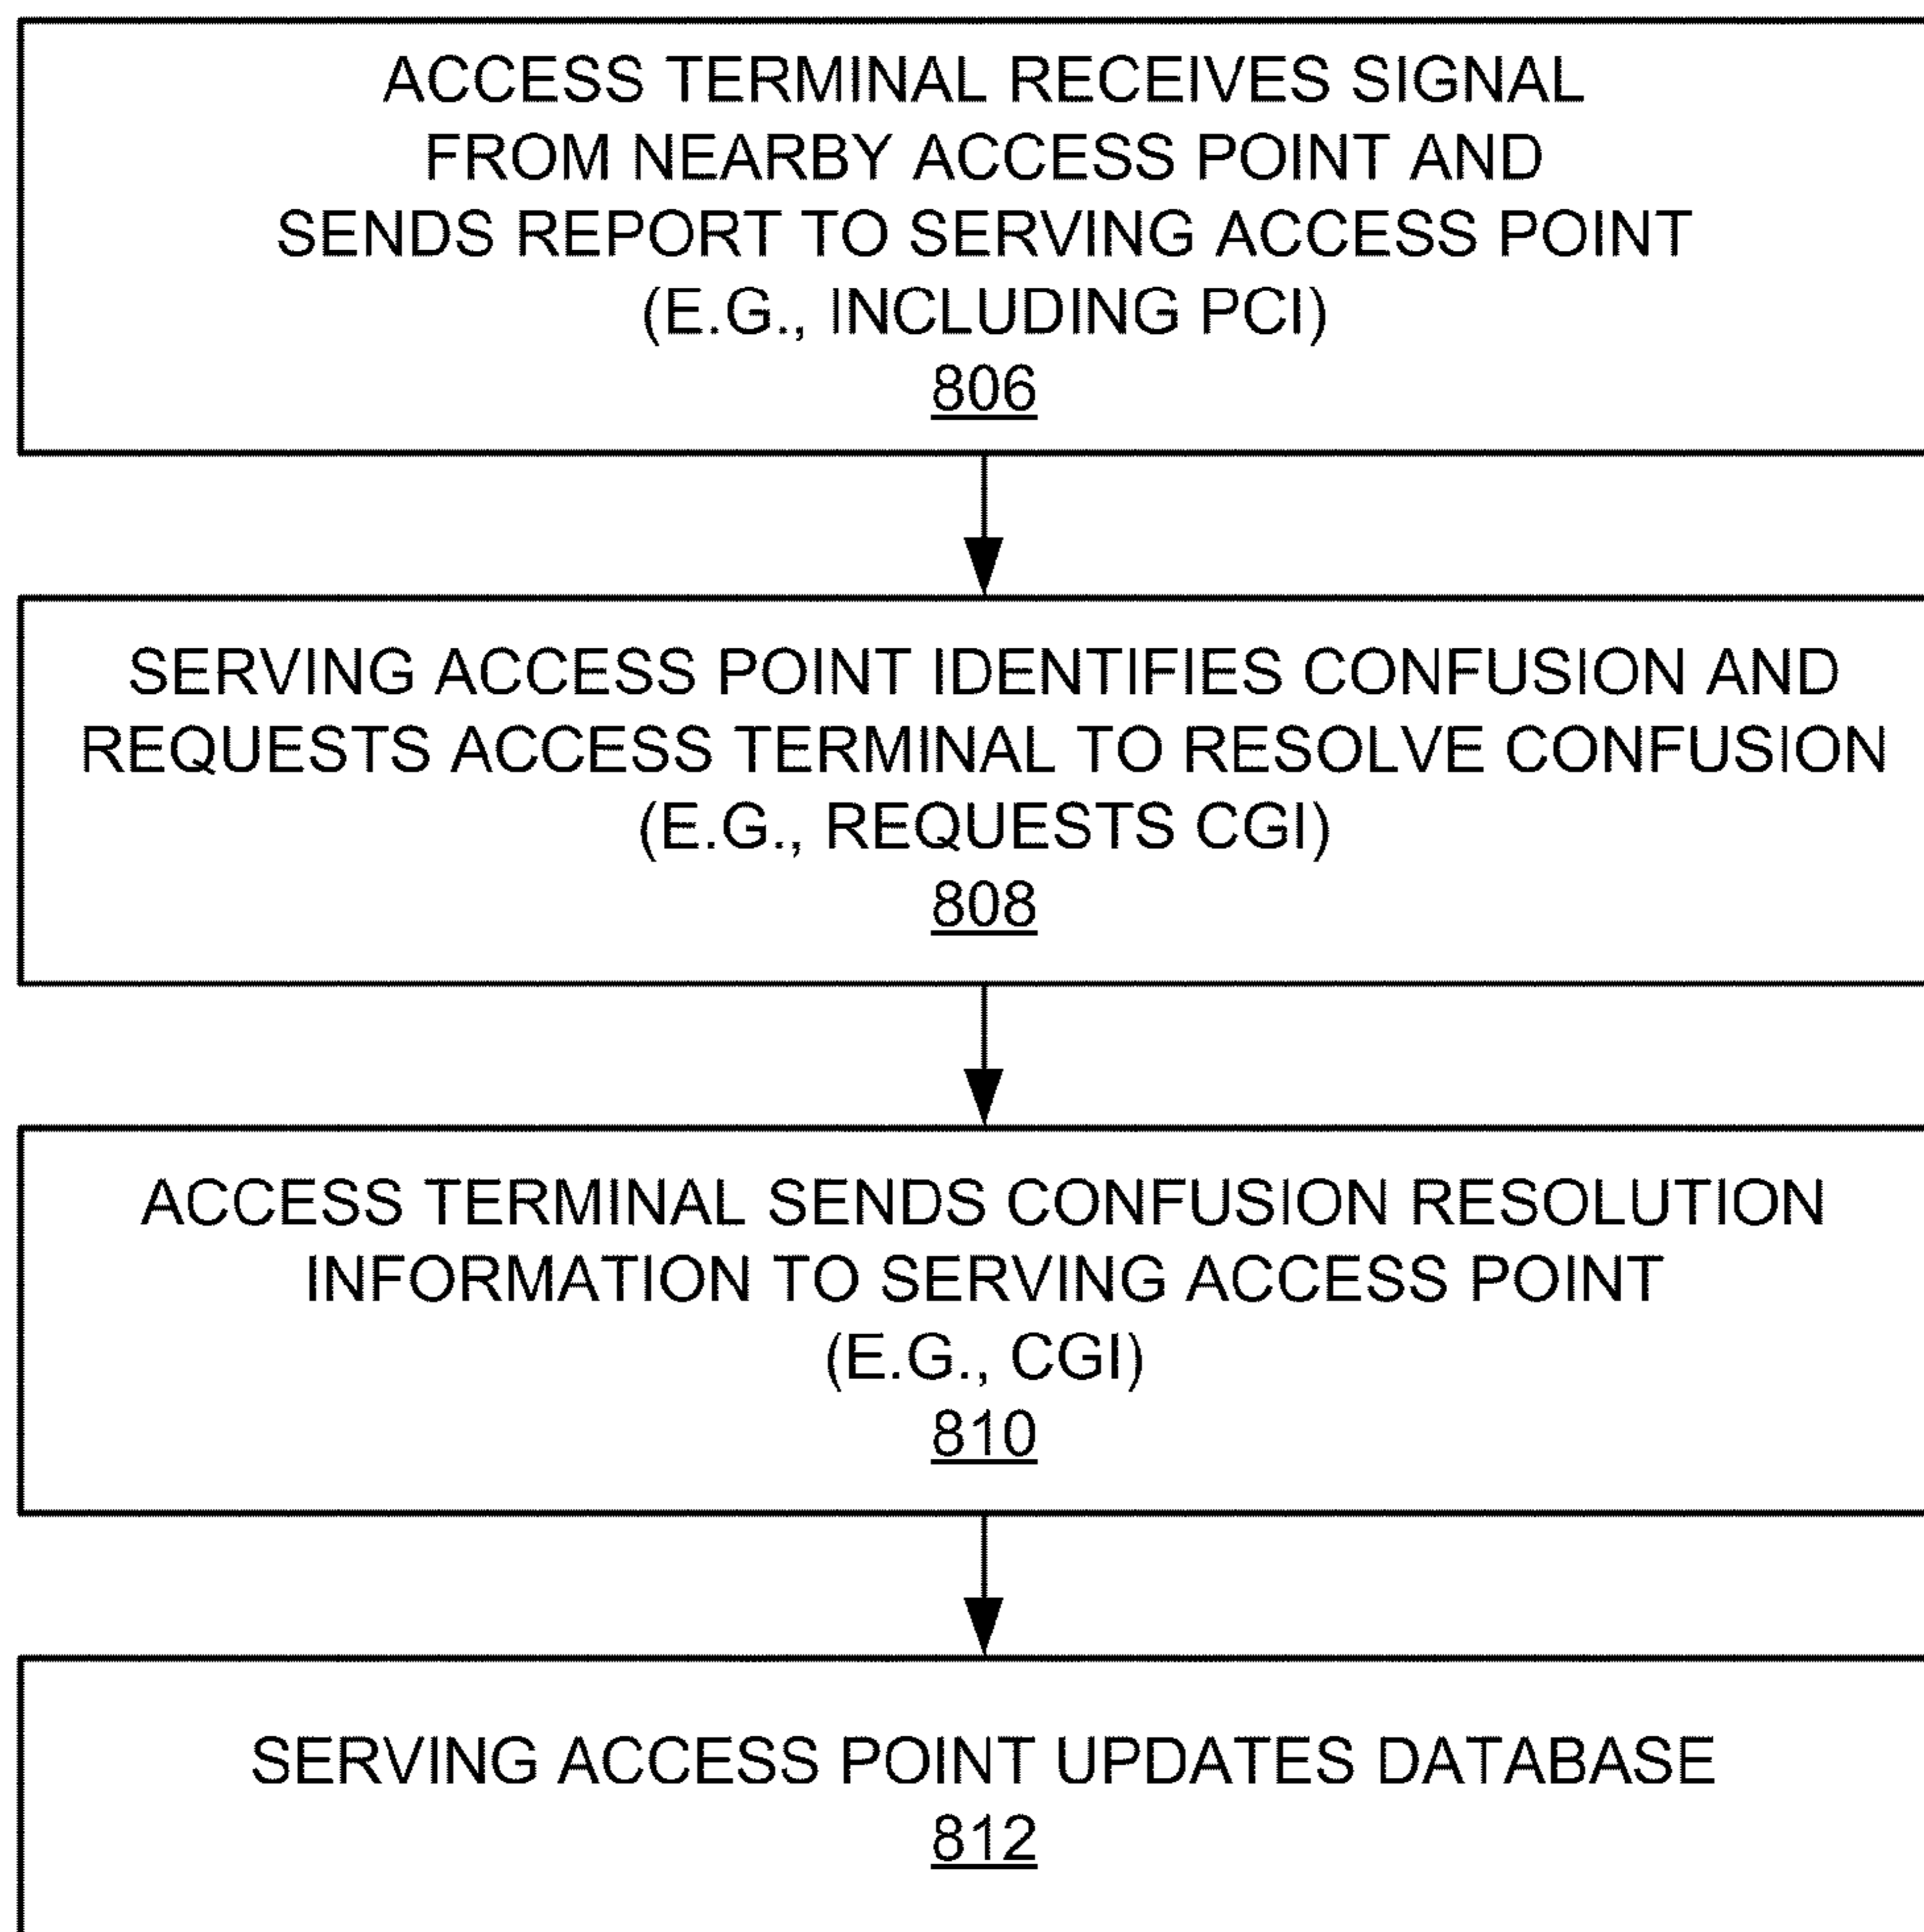 ACCESS TERMINAL RECEIVES SIGNAL
FROM NEARBY ACCESS POINT AND
SENDS REPORT TO SERVING ACCESS POINT
(E.G., INCLUDING PCI)
806
SERVING ACCESS POINT IDENTIFIES CONFUSION AND
REQUESTS ACCESS TERMINAL TO RESOLVE CONFUSION
(E.G., REQUESTS CGI)
808
ACCESS TERMINAL SENDS CONFUSION RESOLUTION
INFORMATION TO SERVING ACCESS POINT
(E.G., CGI)
810
SERVING ACCESS POINT UPDATES DATABASE
812